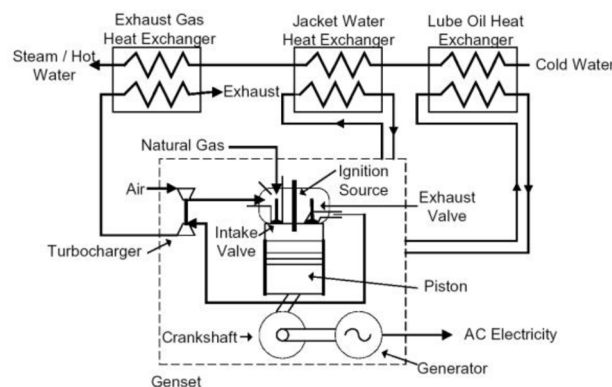 Exhaust Gas
Heat Exchanger
Jacket Water
Heat Exchanger
Lube Oil Heat
Exchanger
Steam / Hot
Water
Cold Water
Exhaust
Natural Gas
Ignition
Source
Air
Exhaust
Valve
Intake
Valve
Turbocharger
Piston
Crankshaft
AC Electricity
Generator
Genset